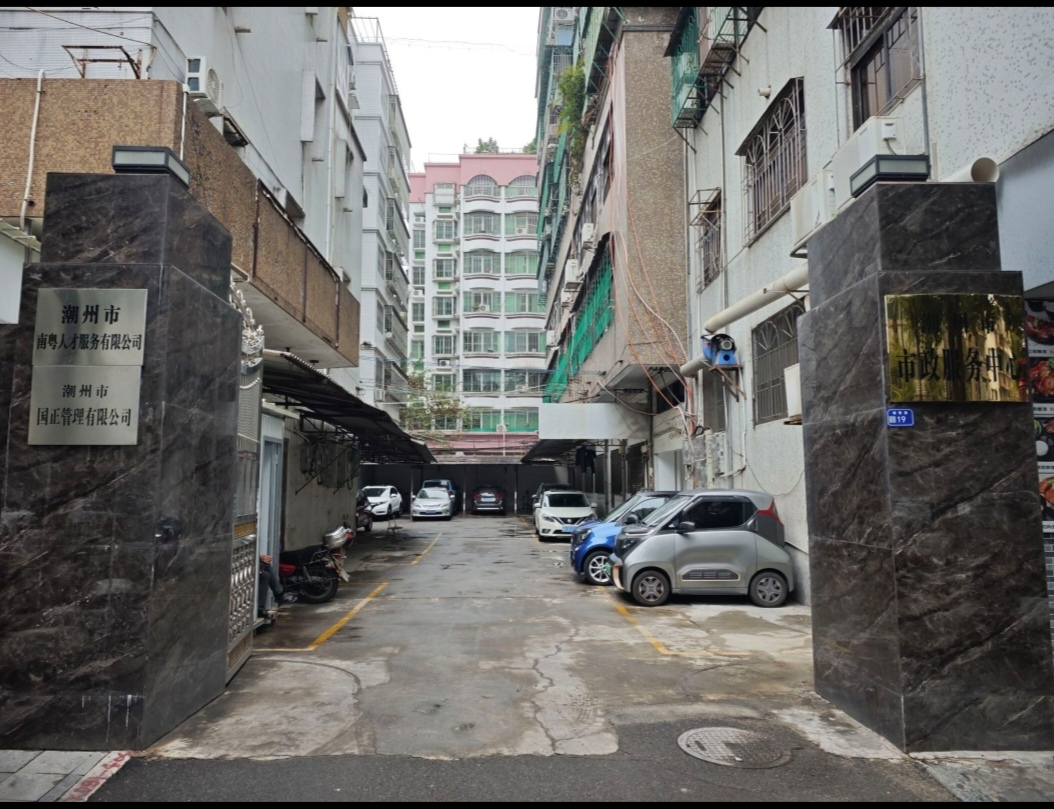 潮州市
南粤人才服务有限公司
潮州市
国正管理有限公司
市政服务中心
19